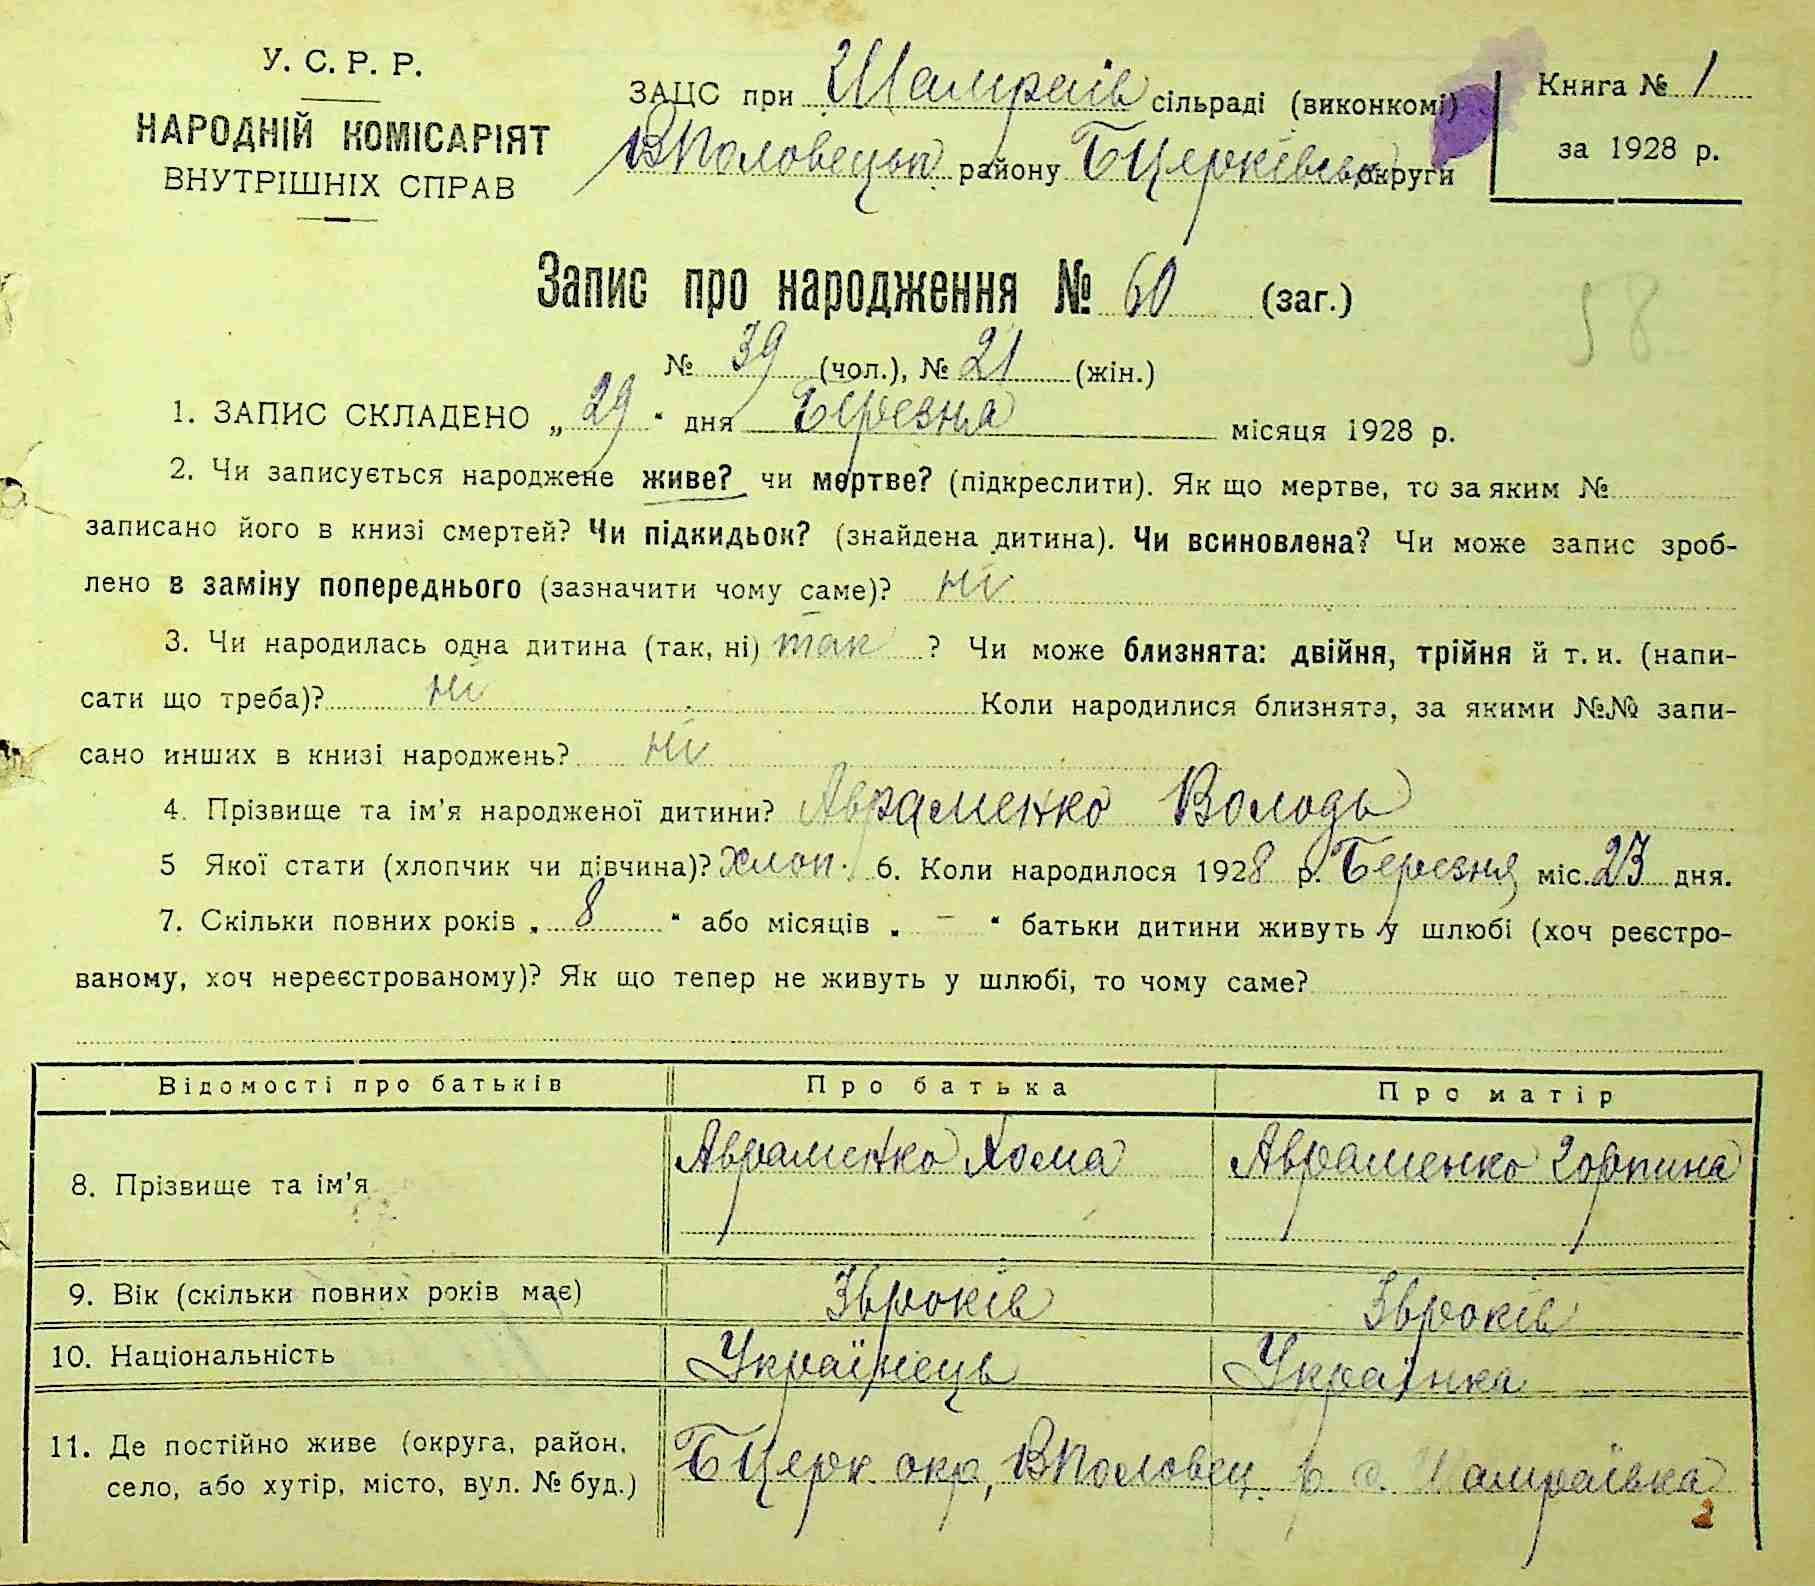 У. С. Р. Р.
НАРОДНІЙ КОМІСАРІЯТ
ВНУТРІШНІХ СПРАВ
ЗАЦС при Шамраїв сільраді (виконкомі)
ВПоловецьк району БЦерківськ округи
Книга № 1
за 1928 р.
Запис про народження № 60 (заг.)
58
№ 39 (чол.), № 21 (жін.)
1. ЗАПИС СКЛАДЕНО „ 29 “ дня Березня місяця 1928 р.
2. Чи записується народжене живе? чи мертве? (підкреслити). Як що мертве, то за яким №
записано його в книзі смертей? Чи підкидьок? (знайдена дитина). Чи всиновлена? Чи може запис зроб-
лено в заміну попереднього (зазначити чому саме)? ні
3. Чи народилась одна дитина (так, ні) так ? Чи може близнята: двійня, трійня й т. и. (напи-
сати що треба)? ні Коли народилися близнята, за якими №№ запи-
сано инших в книзі народжень? ні
4. Прізвище та ім'я народженої дитини? Авраменко Володь
5 Якої стати (хлопчик чи дівчина)? Хлоп. 6. Коли народилося 1928 р. Березня міс. 23 дня.
7. Скільки повних років „ 8 “ або місяців „ – “ батьки дитини живуть у шлюбі (хоч реєстро-
ваному, хоч нереєстрованому)? Як що тепер не живуть у шлюбі, то чому саме?
Відомості про батьків Про батька Про матір
8. Прізвище та ім'я Авраменко Хома Авраменко Горпина
9. Вік (скільки повних років має) 36 років 36 років
10. Національність Українець Українка
11. Де постійно живе (округа, район, БЦерк. окр, ВПоловец. р. с. Шамраївка
село, або хутір, місто, вул. № буд.)